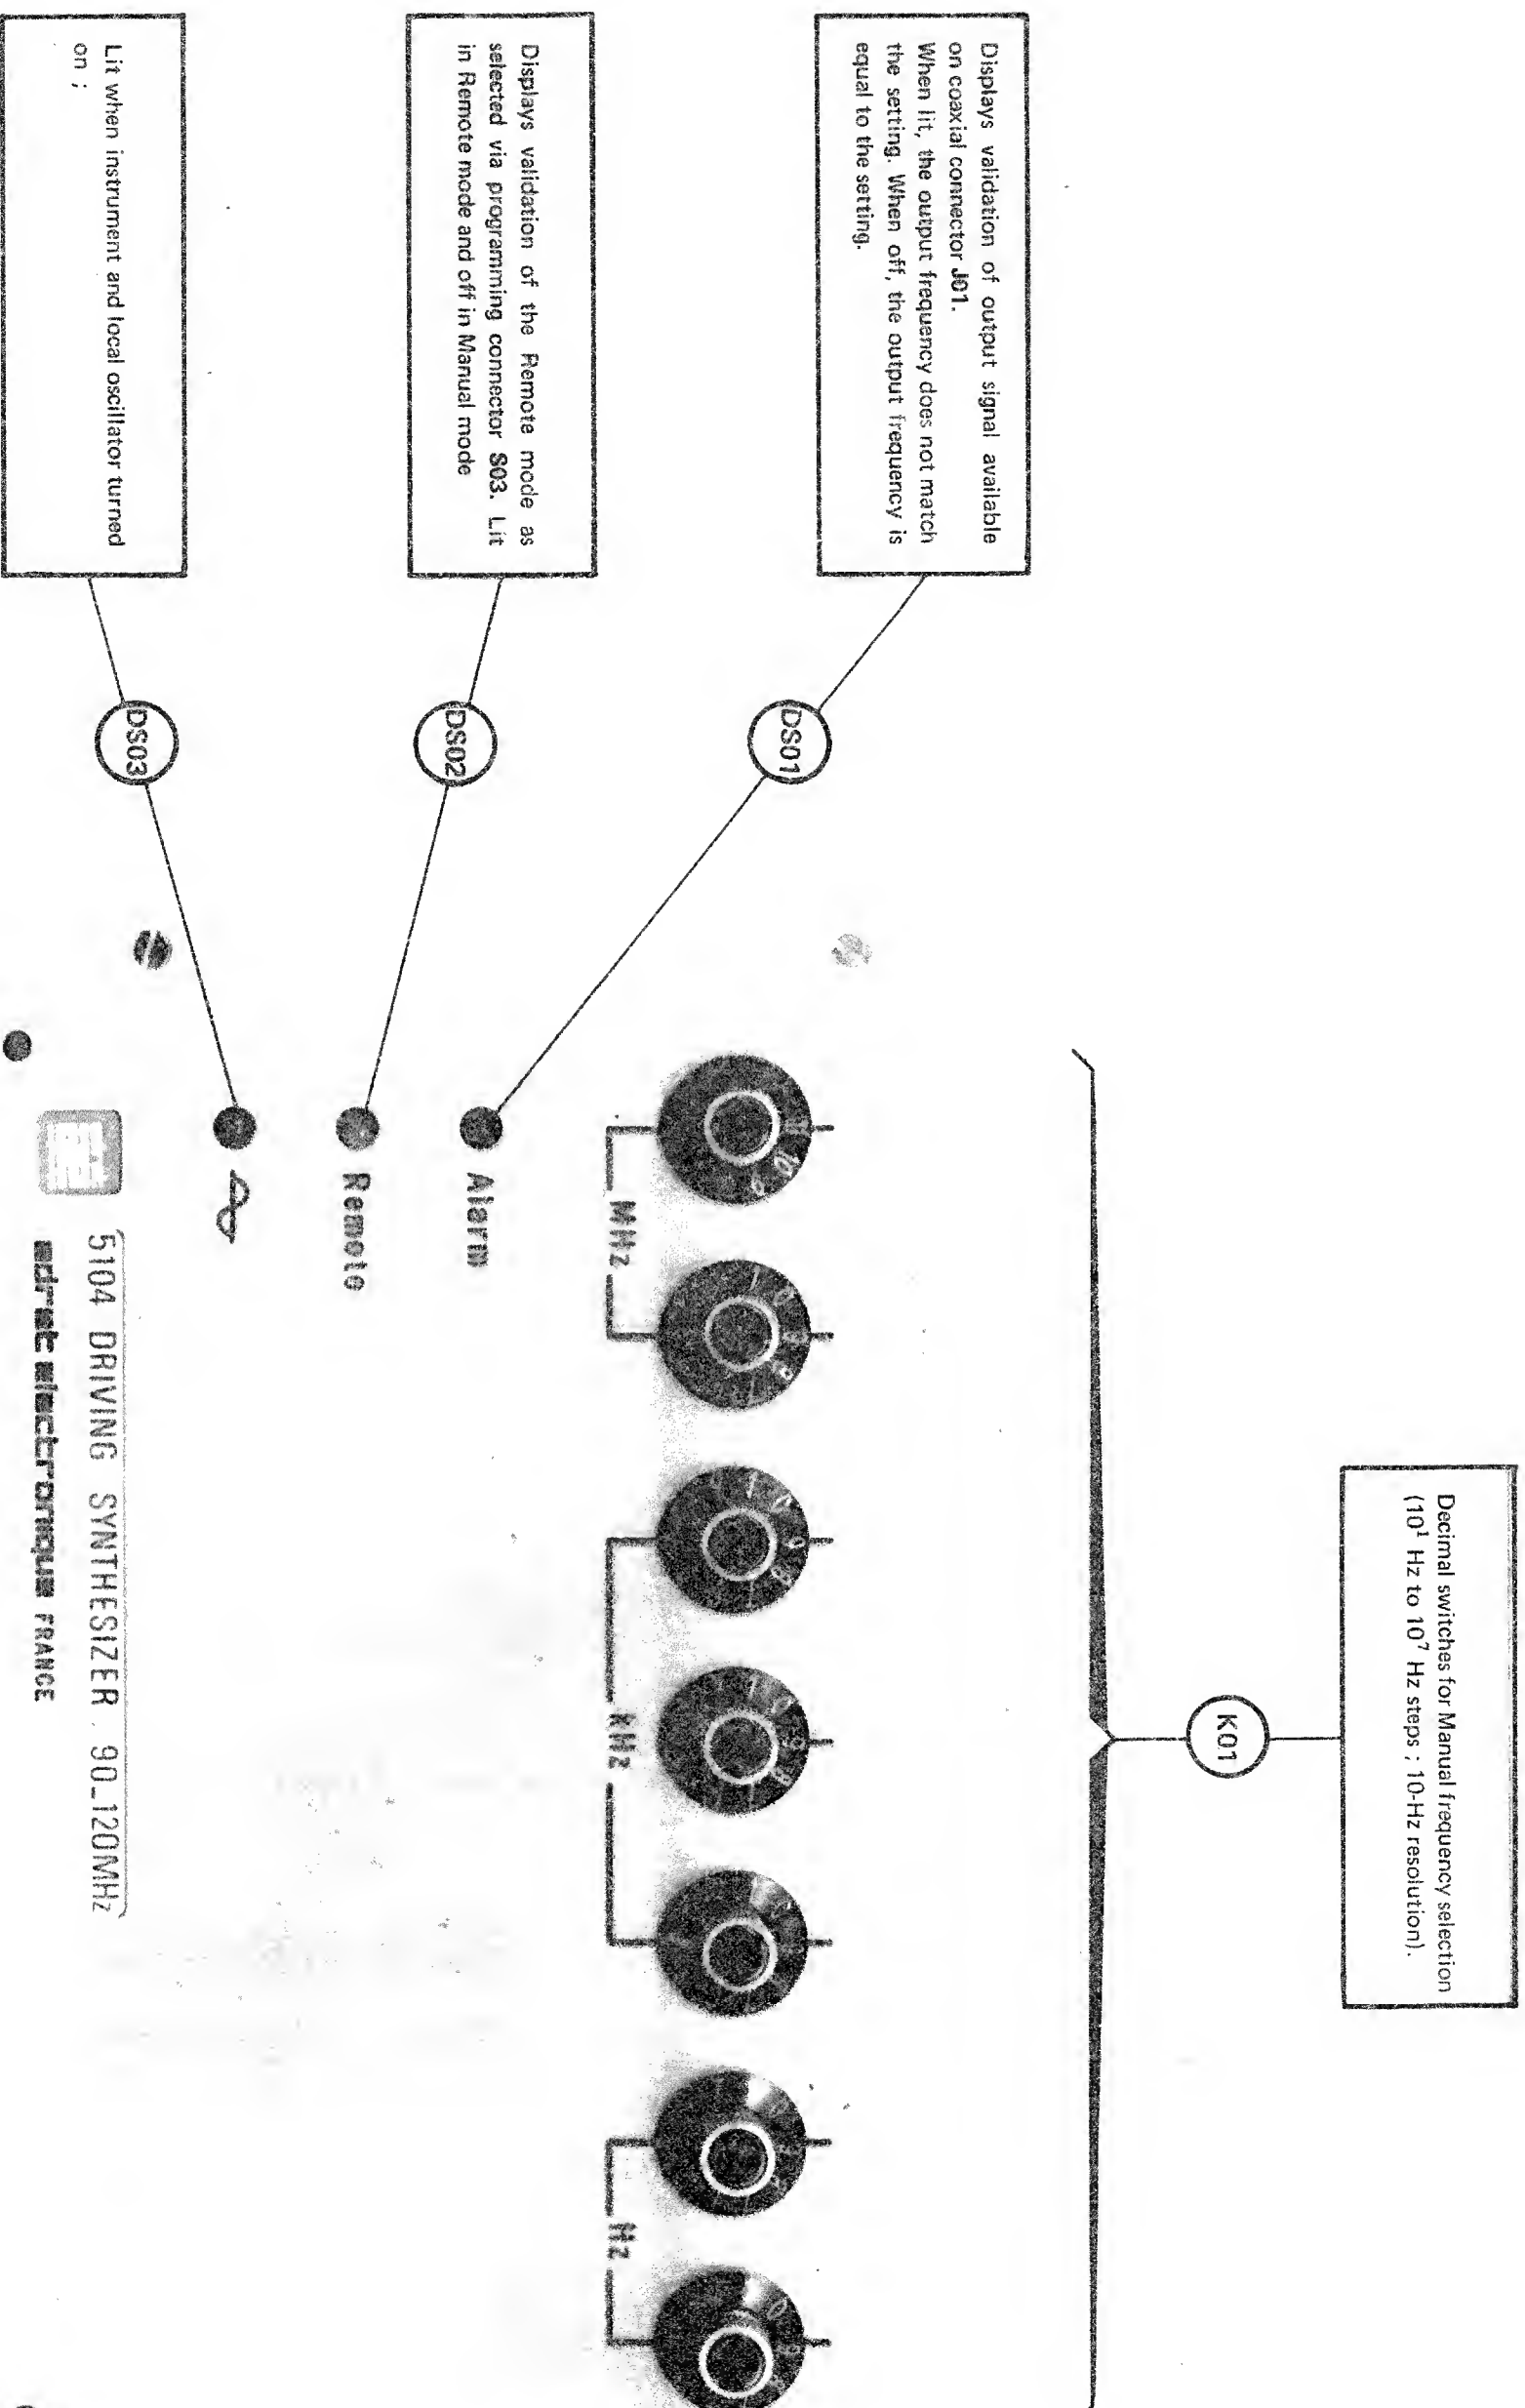 Decimal switches for Manual frequency selection
(10¹ Hz to 10⁷ Hz steps ; 10-Hz resolution).
K01
Displays validation of output signal available
on coaxial connector J01.
When lit, the output frequency does not match
the setting. When off, the output frequency is
equal to the setting.
DS01
Displays validation of the Remote mode as
selected via programming connector S03. Lit
in Remote mode and off in Manual mode
DS02
Lit when instrument and local oscillator turned
on ;
DS03
MHz
KHz
Hz
Alarm
Remote
5104 DRIVING SYNTHESIZER 90_120MHz
adret electronique FRANCE